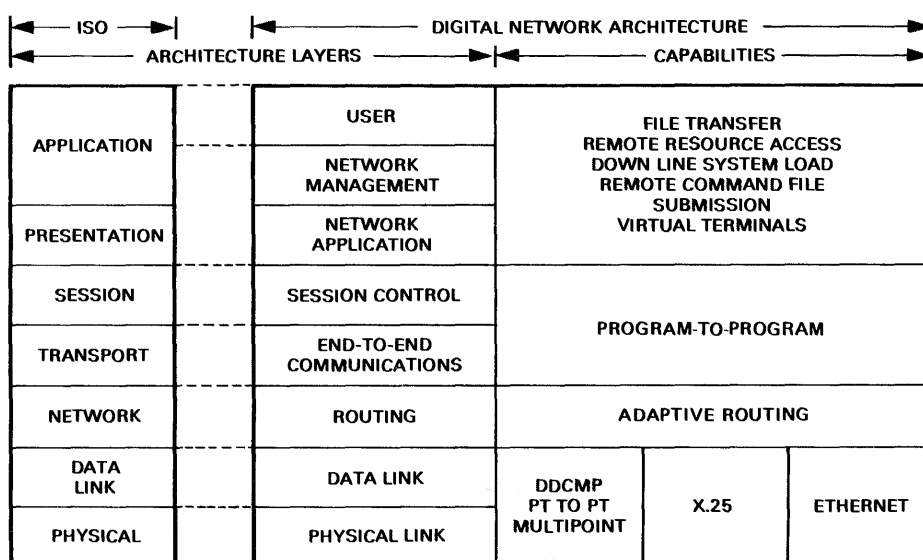 ISO
DIGITAL NETWORK ARCHITECTURE
ARCHITECTURE LAYERS
CAPABILITIES
APPLICATION
USER
NETWORK
MANAGEMENT
FILE TRANSFER
REMOTE RESOURCE ACCESS
DOWN LINE SYSTEM LOAD
REMOTE COMMAND FILE
SUBMISSION
VIRTUAL TERMINALS
PRESENTATION
NETWORK
APPLICATION
SESSION
SESSION CONTROL
PROGRAM-TO-PROGRAM
TRANSPORT
END-TO-END
COMMUNICATIONS
NETWORK
ROUTING
ADAPTIVE ROUTING
DATA
LINK
DATA LINK
DDCMP
PT TO PT
MULTIPOINT
X.25
ETHERNET
PHYSICAL
PHYSICAL LINK